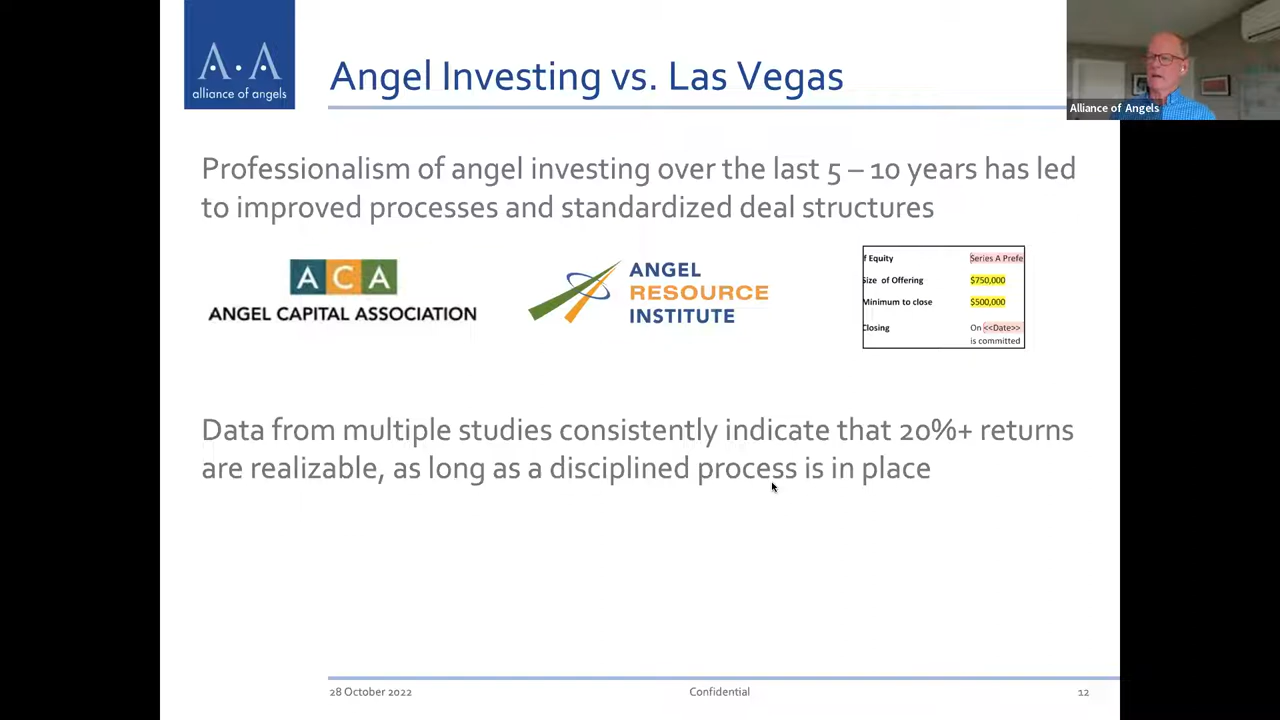 A·A
alliance of angels
Angel Investing vs. Las Vegas
Alliance of Angels
Professionalism of angel investing over the last 5 – 10 years has led
to improved processes and standardized deal structures
ACA
ANGEL CAPITAL ASSOCIATION
ANGEL
RESOURCE
INSTITUTE
f Equity Series A Prefe
Size of Offering $750,000
Minimum to close $500,000
Closing On <<Date>>
is committed
Data from multiple studies consistently indicate that 20%+ returns
are realizable, as long as a disciplined process is in place
28 October 2022 Confidential 12